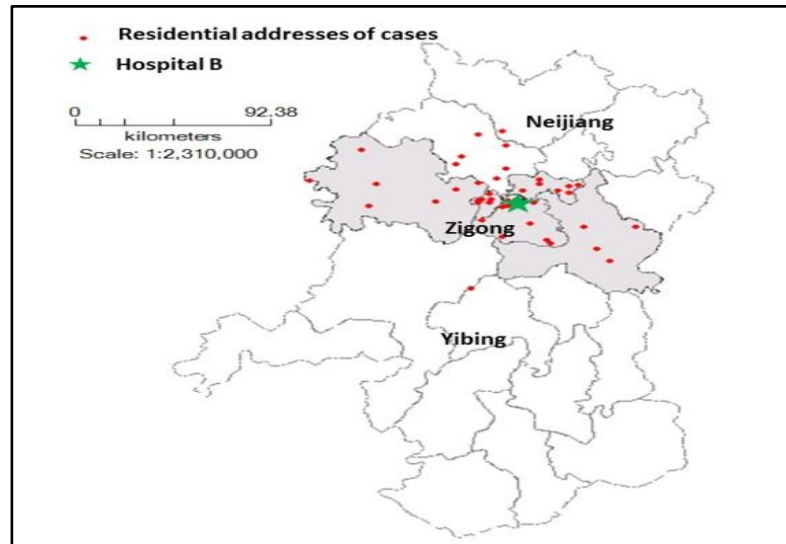 Residential addresses of cases
Hospital B
0 92.38
kilometers
Scale: 1:2,310,000
Neijiang
Zigong
Yibing